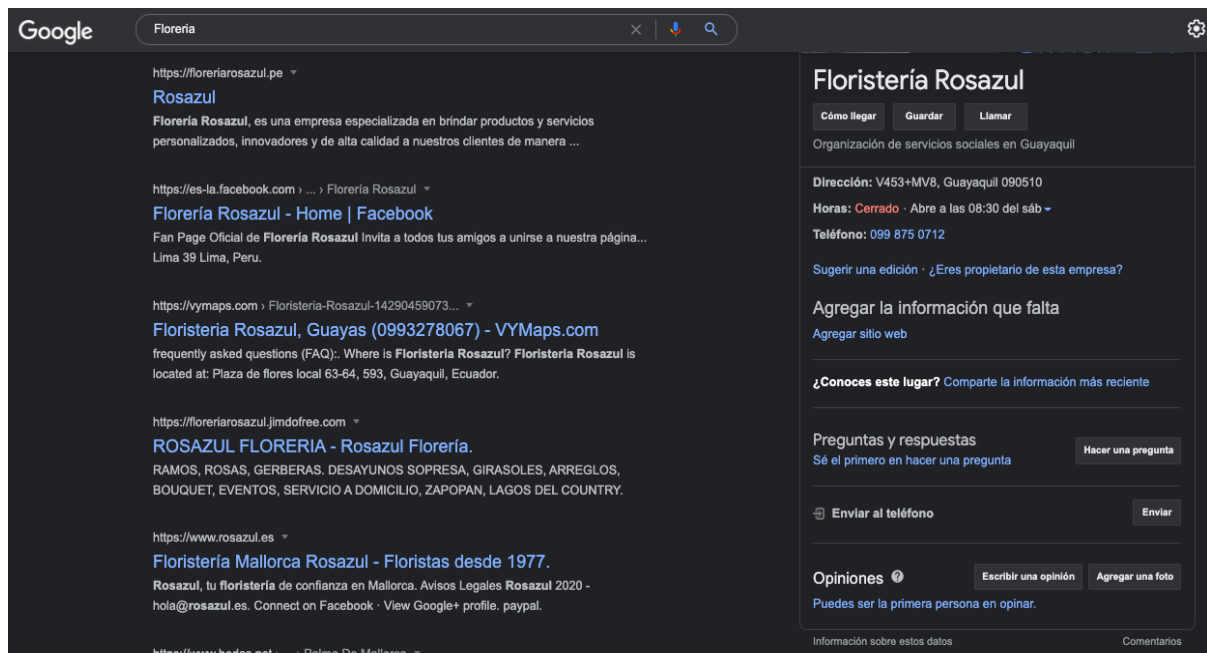 Google
Floreria
https://floreriarosazul.pe
Rosazul
Florería Rosazul, es una empresa especializada en brindar productos y servicios
personalizados, innovadores y de alta calidad a nuestros clientes de manera ...
https://es-la.facebook.com › ... › Florería Rosazul
Florería Rosazul - Home | Facebook
Fan Page Oficial de Florería Rosazul Invita a todos tus amigos a unirse a nuestra página...
Lima 39 Lima, Peru.
https://vymaps.com › Floristeria-Rosazul-14290459073...
Floristeria Rosazul, Guayas (0993278067) - VYMaps.com
frequently asked questions (FAQ):. Where is Floristeria Rosazul? Floristeria Rosazul is
located at: Plaza de flores local 63-64, 593, Guayaquil, Ecuador.
https://floreriarosazul.jimdofree.com
ROSAZUL FLORERIA - Rosazul Florería.
RAMOS, ROSAS, GERBERAS. DESAYUNOS SOPRESA, GIRASOLES, ARREGLOS,
BOUQUET, EVENTOS, SERVICIO A DOMICILIO, ZAPOPAN, LAGOS DEL COUNTRY.
https://www.rosazul.es
Floristería Mallorca Rosazul - Floristas desde 1977.
Rosazul, tu floristería de confianza en Mallorca. Avisos Legales Rosazul 2020 -
hola@rosazul.es. Connect on Facebook · View Google+ profile. paypal.
Floristería Rosazul
Cómo llegar Guardar Llamar
Organización de servicios sociales en Guayaquil
Dirección: V453+MV8, Guayaquil 090510
Horas: Cerrado · Abre a las 08:30 del sáb
Teléfono: 099 875 0712
Sugerir una edición · ¿Eres propietario de esta empresa?
Agregar la información que falta
Agregar sitio web
¿Conoces este lugar? Comparte la información más reciente
Preguntas y respuestas
Sé el primero en hacer una pregunta
Hacer una pregunta
Enviar al teléfono
Enviar
Opiniones
Escribir una opinión Agregar una foto
Puedes ser la primera persona en opinar.
Información sobre estos datos Comentarios